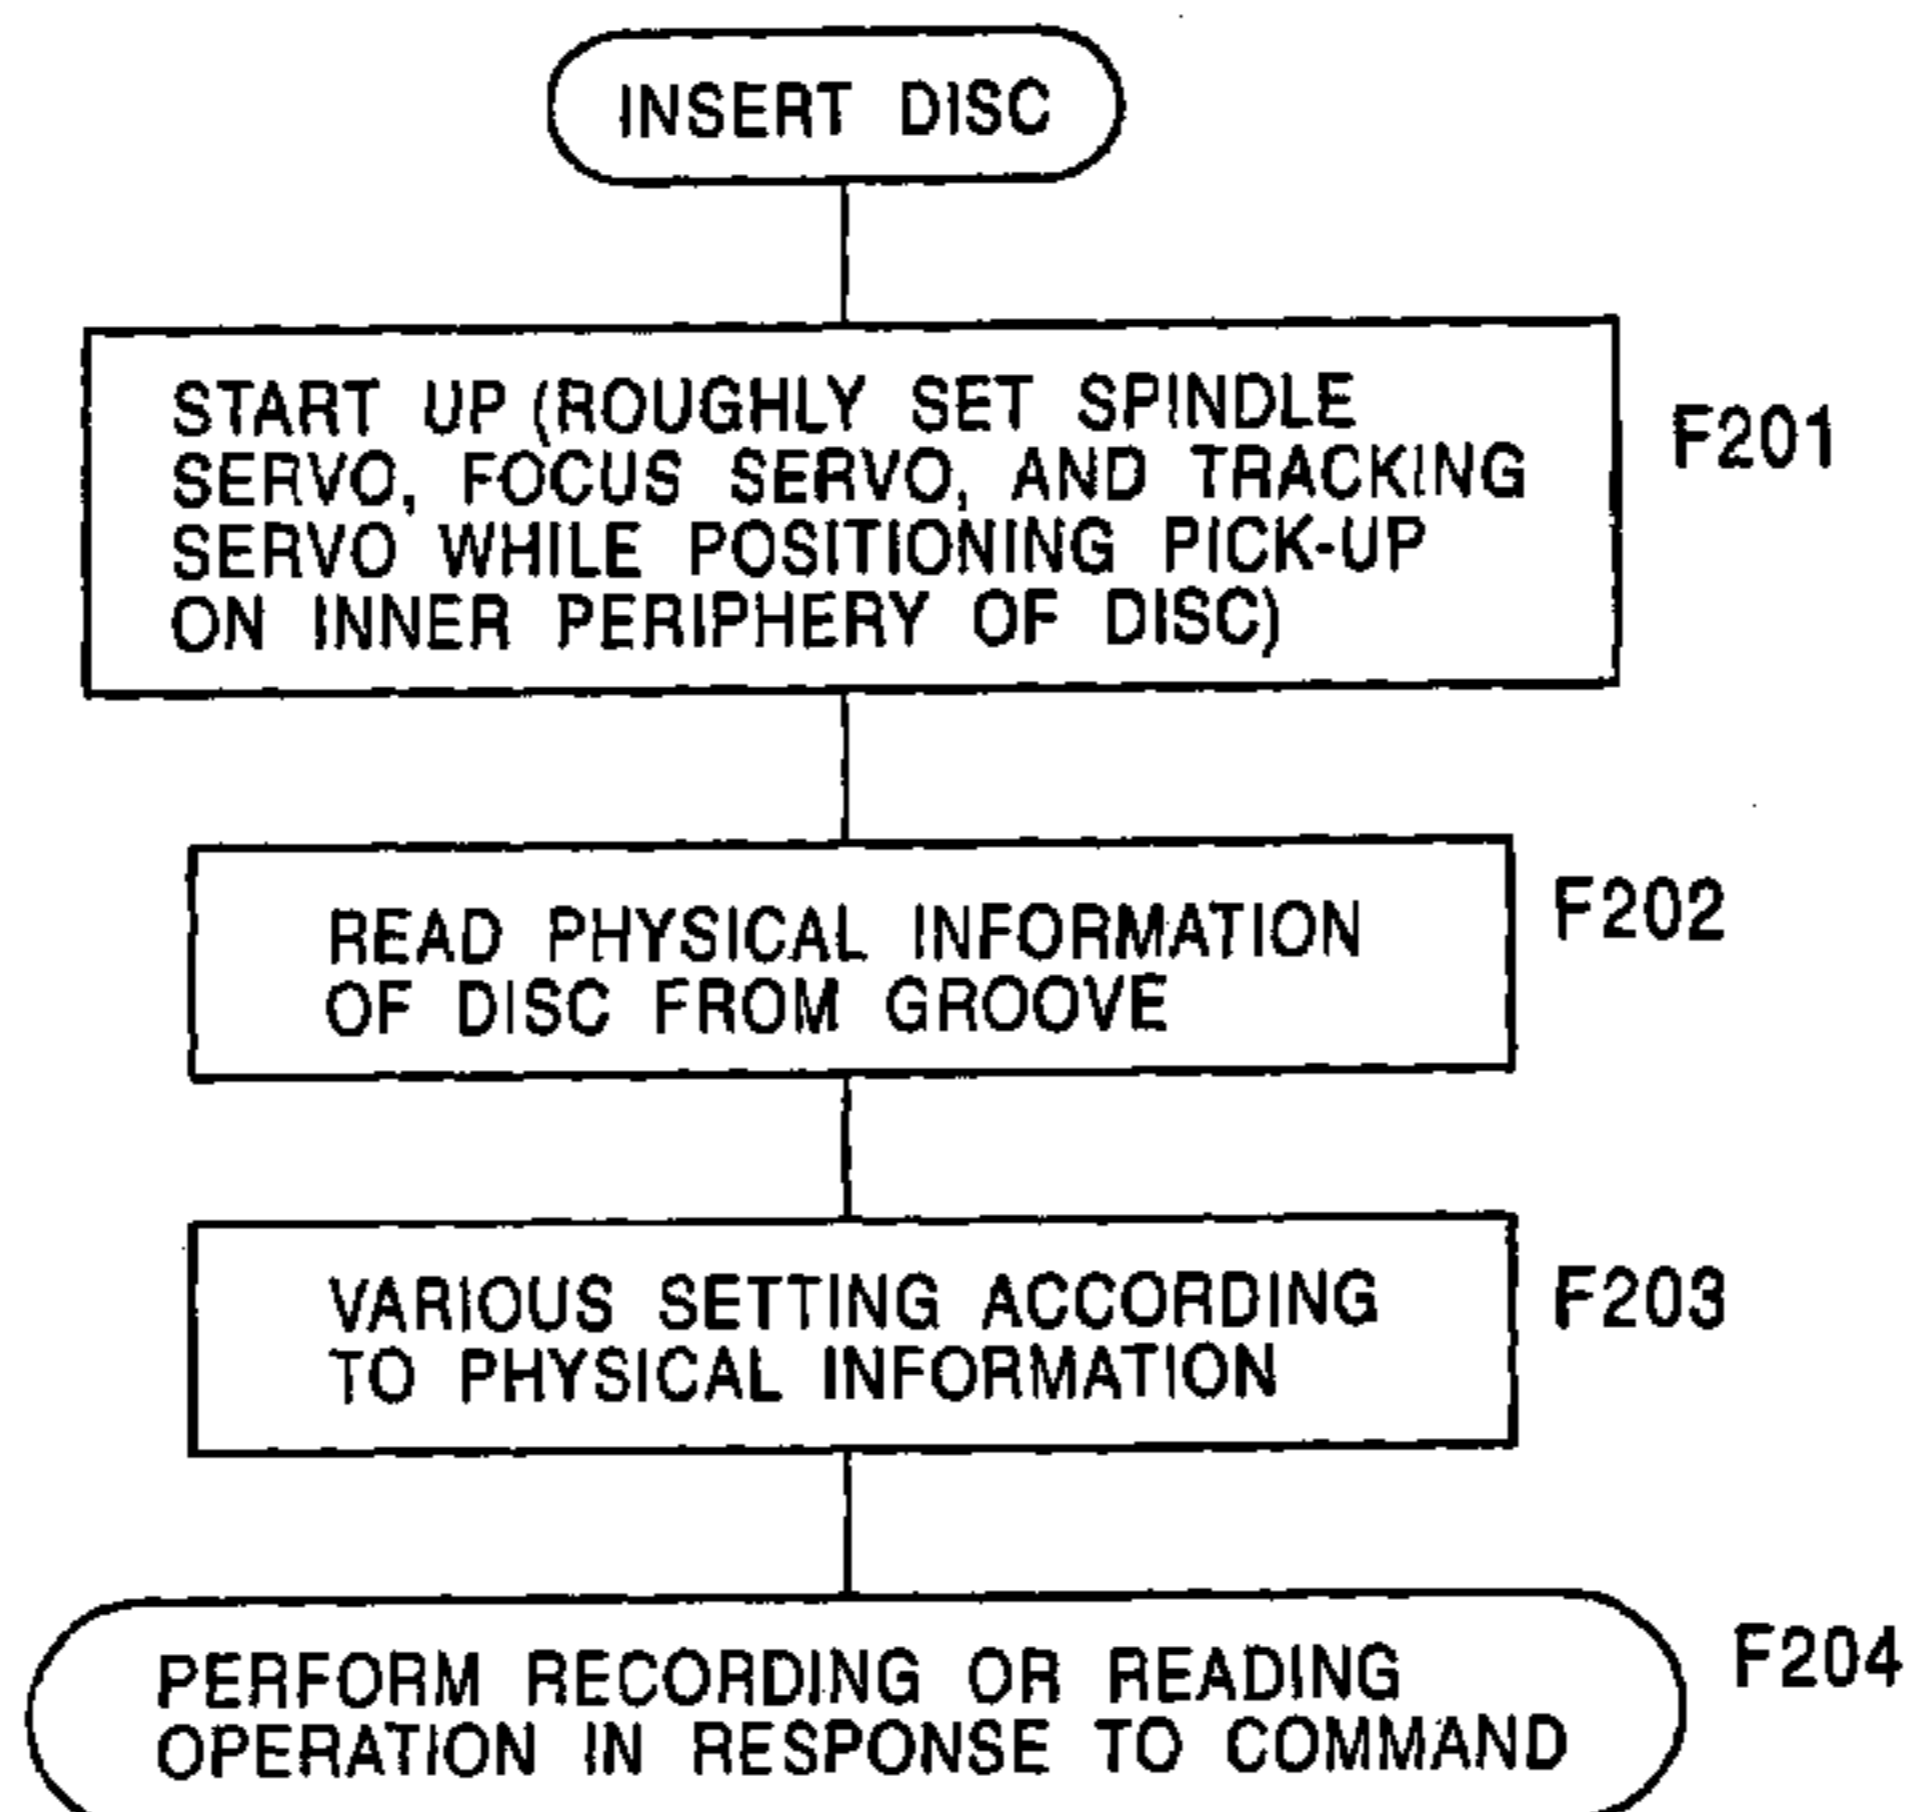 INSERT DISC
START UP (ROUGHLY SET SPINDLE
SERVO, FOCUS SERVO, AND TRACKING
SERVO WHILE POSITIONING PICK-UP
ON INNER PERIPHERY OF DISC)
F201
READ PHYSICAL INFORMATION
OF DISC FROM GROOVE
F202
VARIOUS SETTING ACCORDING
TO PHYSICAL INFORMATION
F203
PERFORM RECORDING OR READING
OPERATION IN RESPONSE TO COMMAND
F204